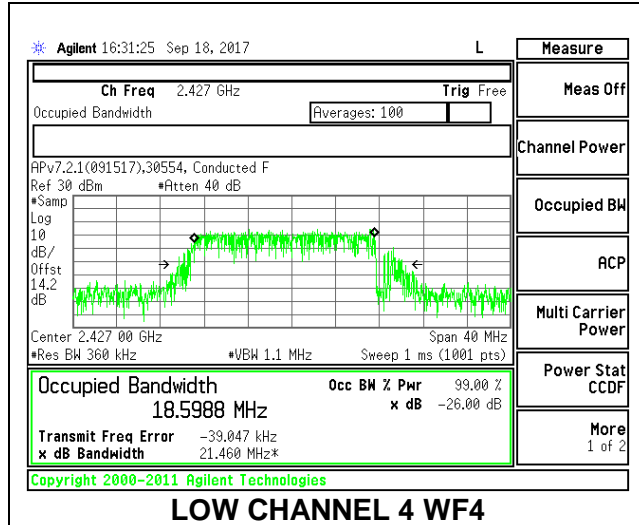 Agilent 16:31:25 Sep 18, 2017 L Measure
Ch Freq 2.427 GHz Trig Free Meas Off
Occupied Bandwidth Averages: 100
Channel Power
APv7.2.1(091517),30554, Conducted F
Ref 30 dBm #Atten 40 dB
#Samp
Log
10
dB/
Offst
14.2
dB
Occupied BW
ACP
Center 2.427 00 GHz Span 40 MHz
#Res BW 360 kHz #VBW 1.1 MHz Sweep 1 ms (1001 pts)
Multi Carrier
Power
Occupied Bandwidth Occ BW % Pwr 99.00 %
18.5988 MHz x dB -26.00 dB
Transmit Freq Error -39.047 kHz
x dB Bandwidth 21.460 MHz*
Power Stat
CCDF
More
1 of 2
Copyright 2000-2011 Agilent Technologies
LOW CHANNEL 4 WF4